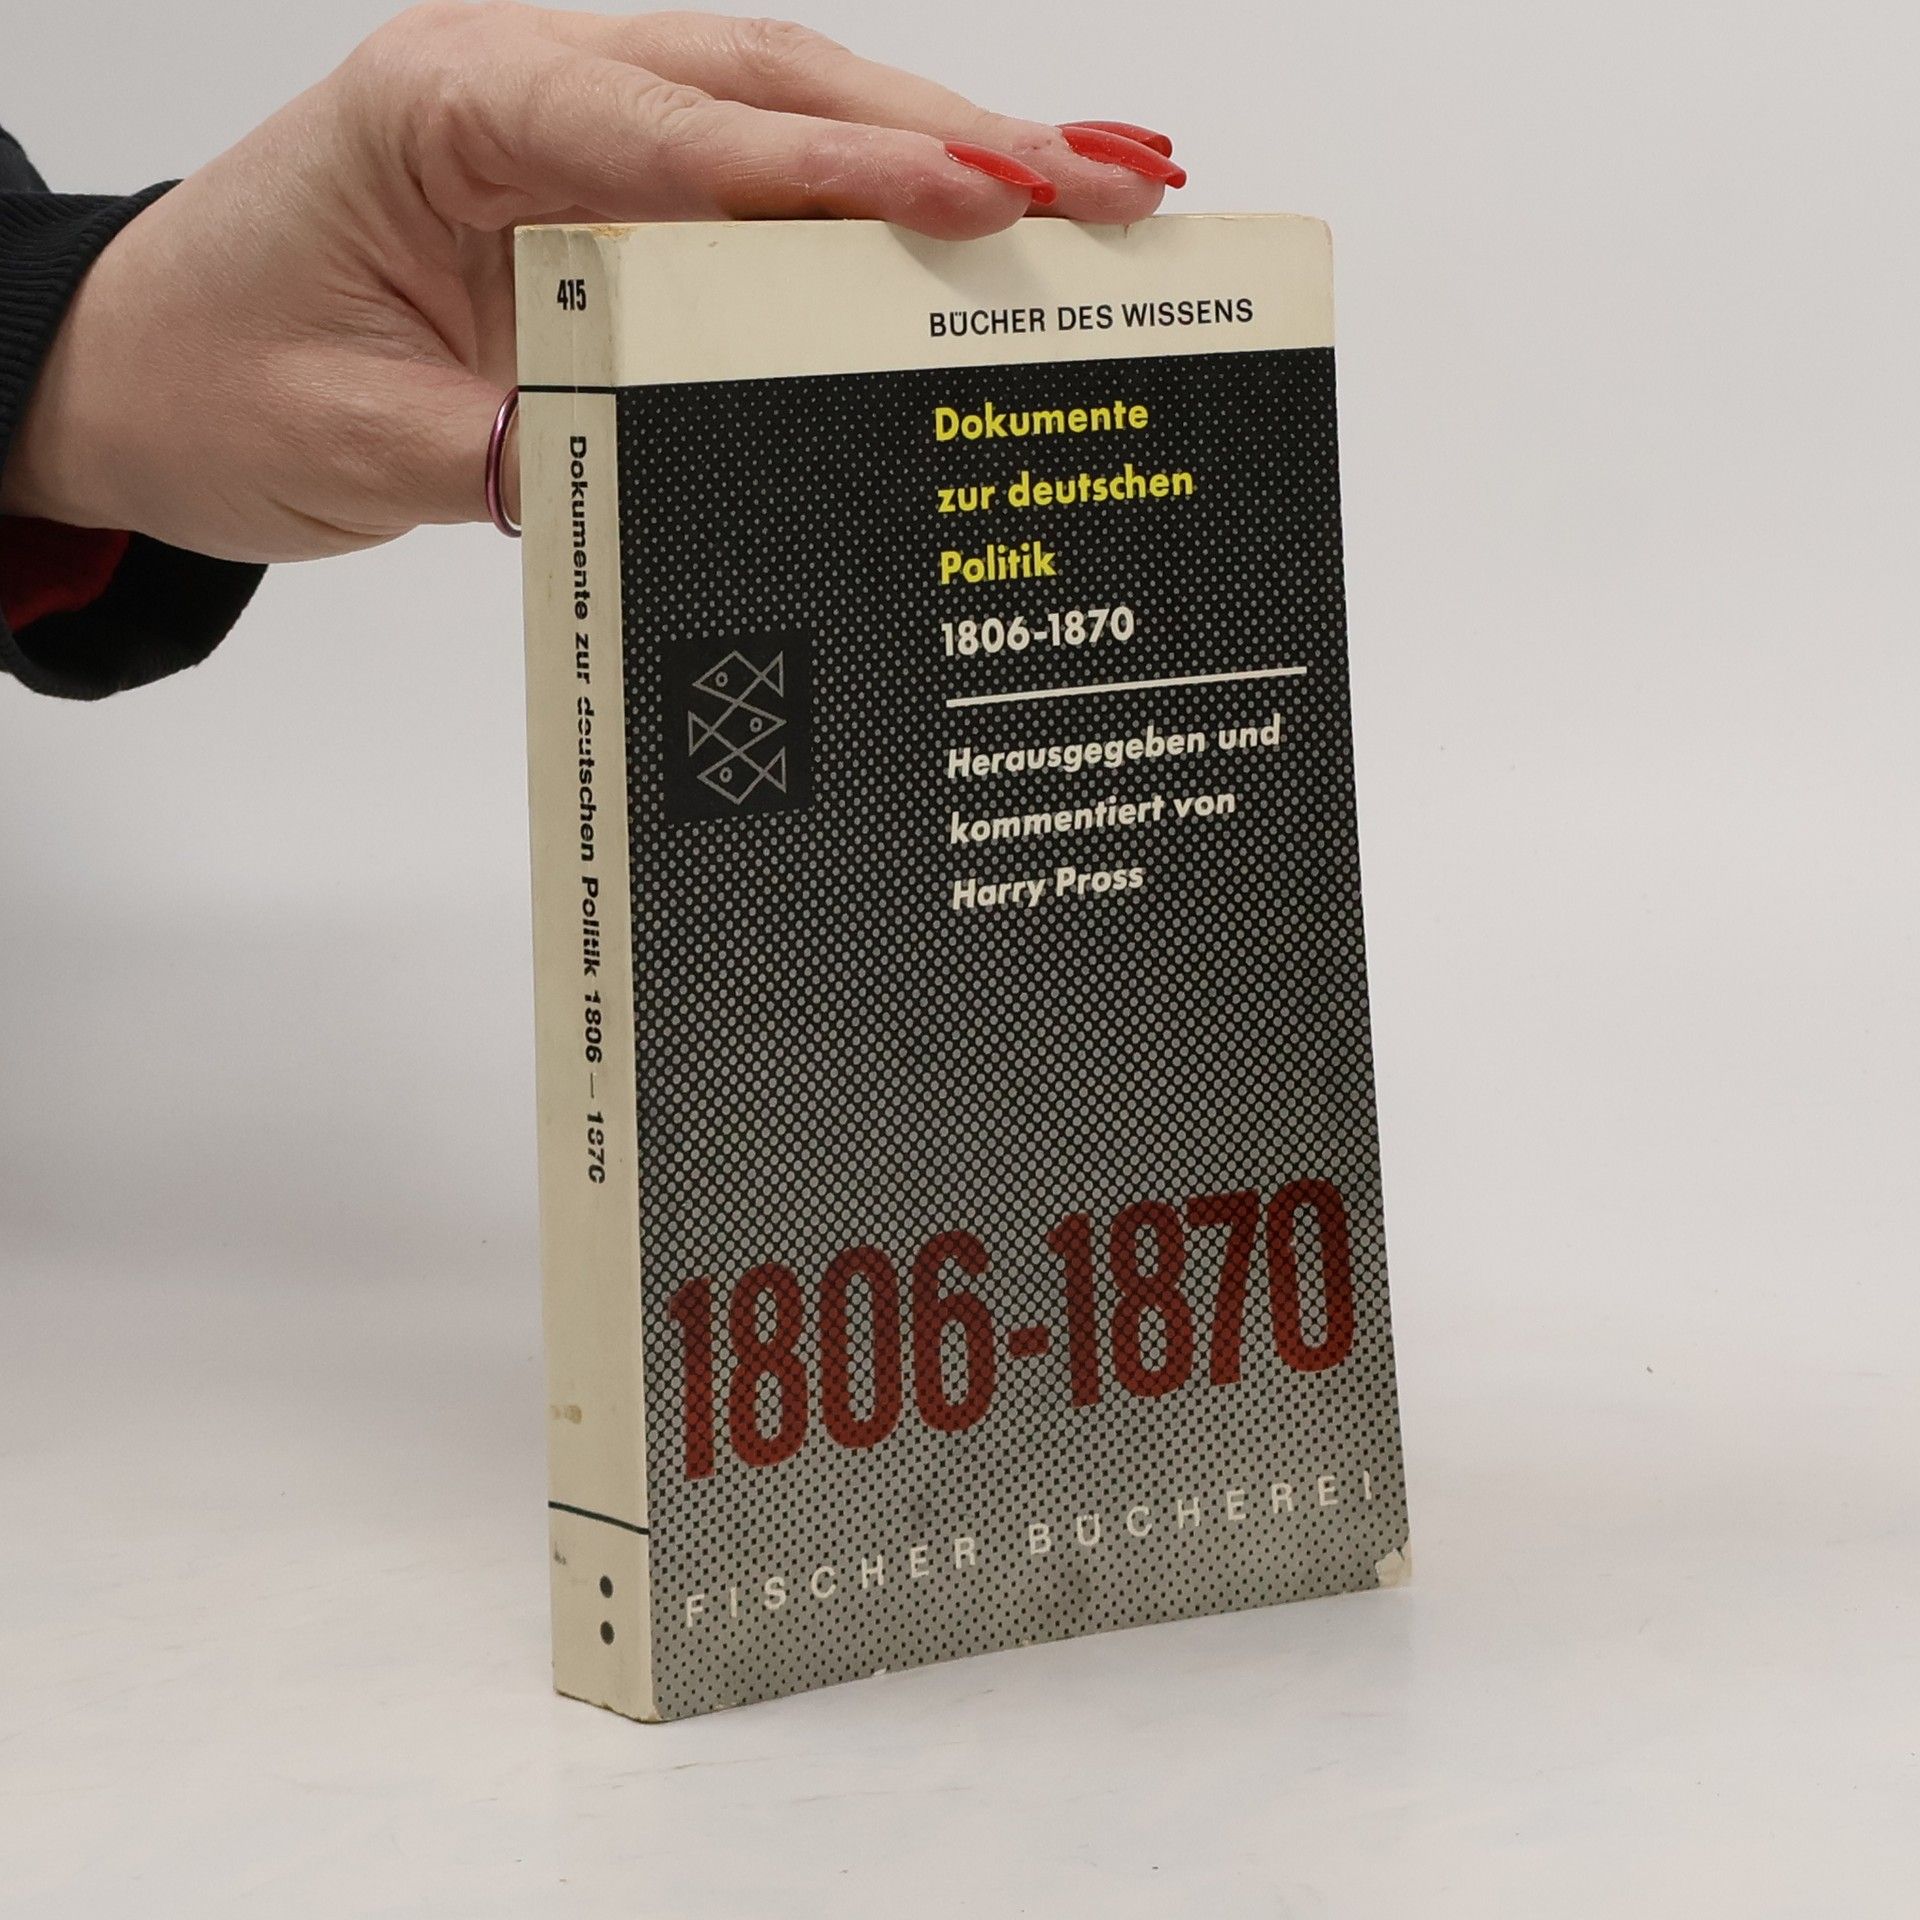 415
Dokumente zur deutschen Politik 1806 — 1870
BÜCHER DES WISSENS
Dokumente
zur deutschen
Politik
1806-1870
Herausgegeben und
kommentiert von
Harry Pross
1806-1870
FISCHER BÜCHEREI